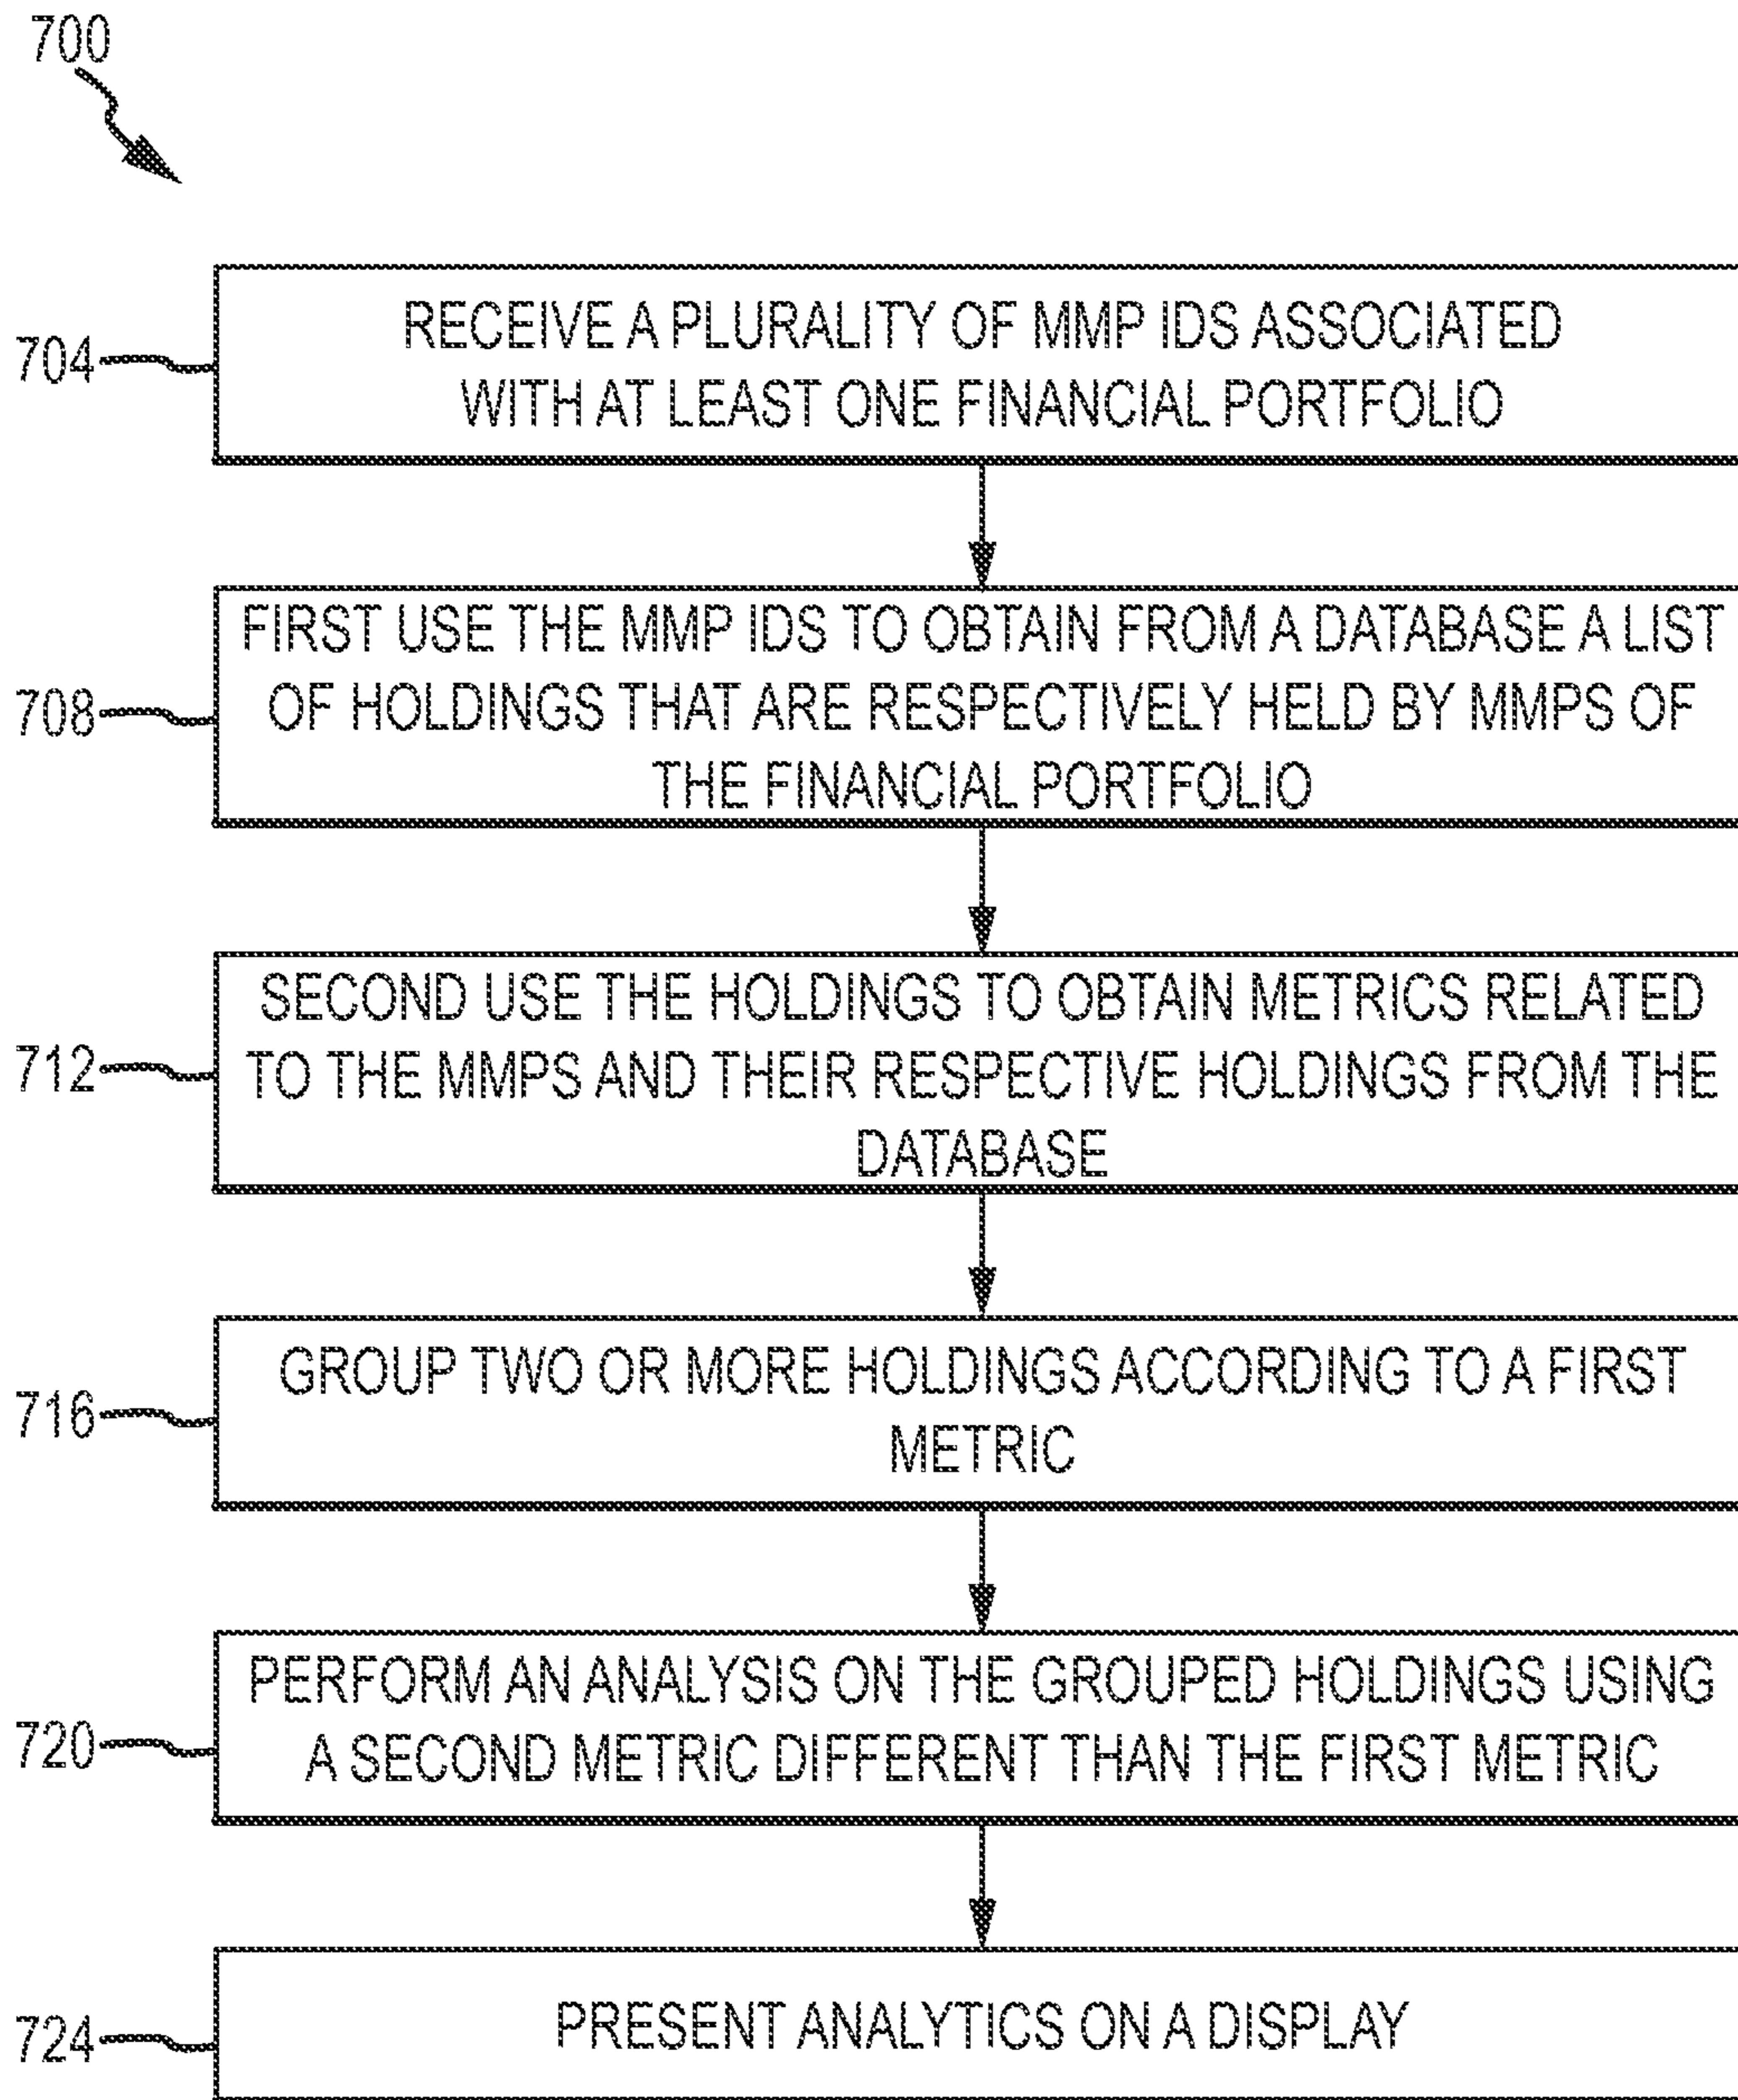 700
704
RECEIVE A PLURALITY OF MMP IDS ASSOCIATED
WITH AT LEAST ONE FINANCIAL PORTFOLIO
FIRST USE THE MMP IDS TO OBTAIN FROM A DATABASE A LIST
708
OF HOLDINGS THAT ARE RESPECTIVELY HELD BY MMPS OF
THE FINANCIAL PORTFOLIO
SECOND USE THE HOLDINGS TO OBTAIN METRICS RELATED
712
TO THE MMPS AND THEIR RESPECTIVE HOLDINGS FROM THE
DATABASE
716
GROUP TWO OR MORE HOLDINGS ACCORDING TO A FIRST
METRIC
720
PERFORM AN ANALYSIS ON THE GROUPED HOLDINGS USING
A SECOND METRIC DIFFERENT THAN THE FIRST METRIC
724
PRESENT ANALYTICS ON A DISPLAY